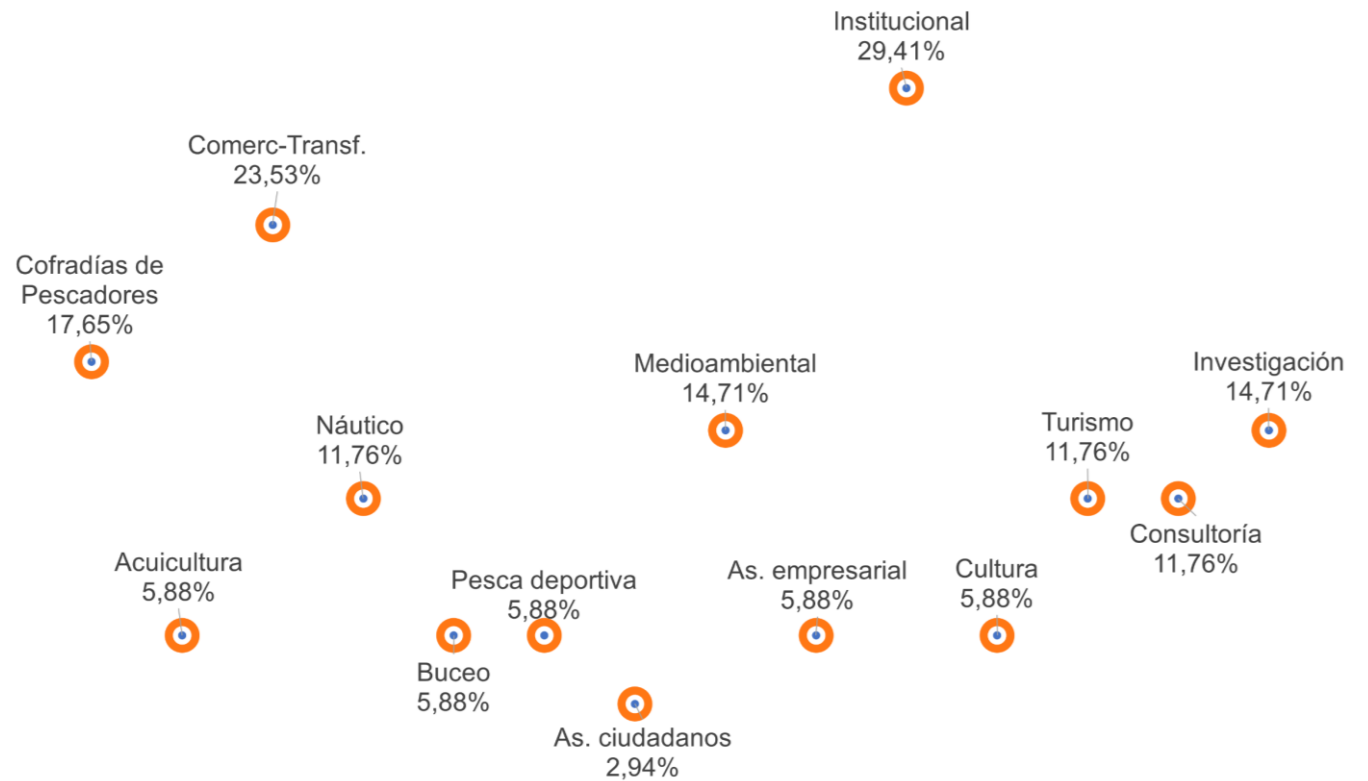 Institucional
29,41%
Comerc-Transf.
23,53%
Cofradías de
Pescadores
17,65%
Medioambiental
14,71%
Investigación
14,71%
Náutico
11,76%
Turismo
11,76%
Consultoría
11,76%
Acuicultura
5,88%
Pesca deportiva
5,88%
As. empresarial
5,88%
Cultura
5,88%
Buceo
5,88%
As. ciudadanos
2,94%